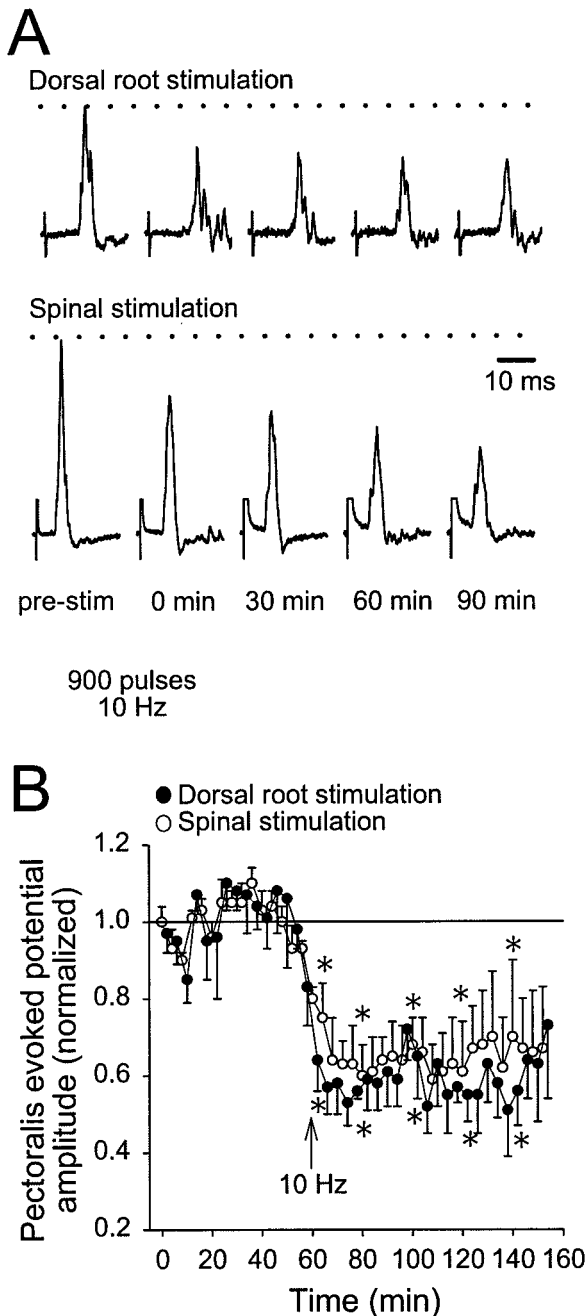 A
Dorsal root stimulation
Spinal stimulation
10 ms
pre-stim 0 min 30 min 60 min 90 min
900 pulses
10 Hz
B
Dorsal root stimulation
Spinal stimulation
Pectoralis evoked potential
amplitude (normalized)
1.2
1.0
0.8
0.6
0.4
0.2
* * * * *
* * * * *
10 Hz
0 20 40 60 80 100 120 140 160
Time (min)